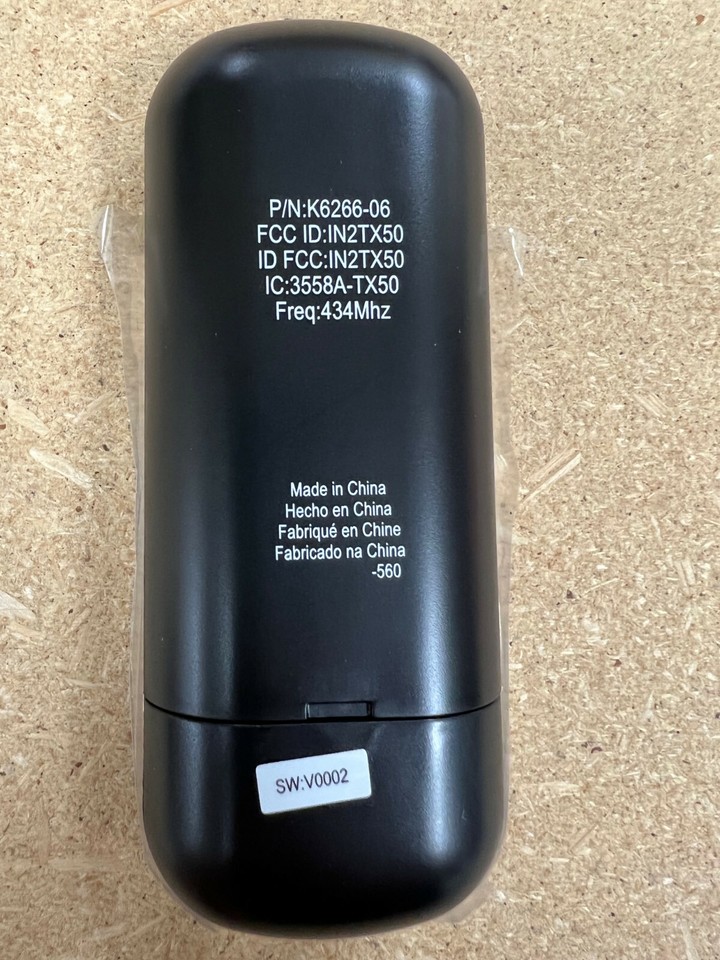 P/N:K6266-06
FCC ID:IN2TX50
ID FCC:IN2TX50
IC:3558A-TX50
Freq:434Mhz
Made in China
Hecho en China
Fabriqué en Chine
Fabricado na China
-560
SW:V0002